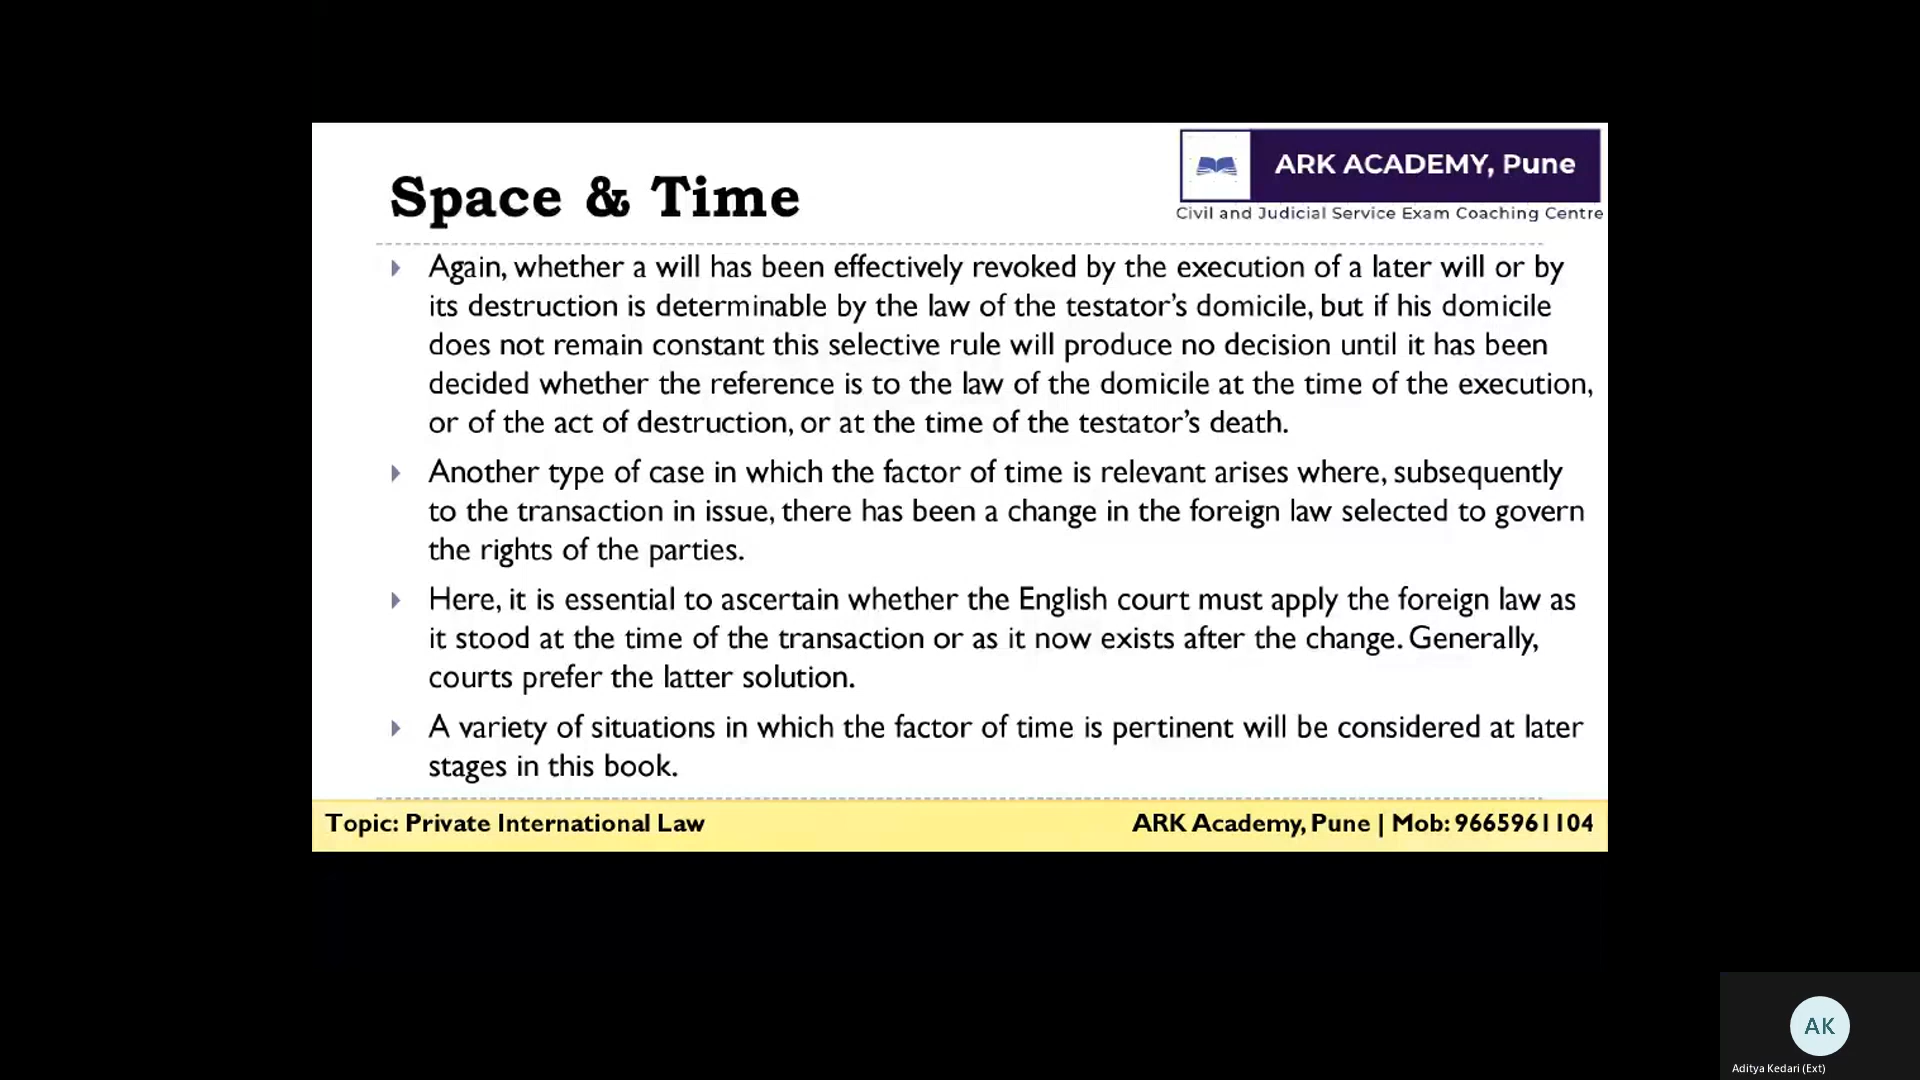 Space & Time
ARK ACADEMY, Pune
Civil and Judicial Service Exam Coaching Centre
Again, whether a will has been effectively revoked by the execution of a later will or by
its destruction is determinable by the law of the testator’s domicile, but if his domicile
does not remain constant this selective rule will produce no decision until it has been
decided whether the reference is to the law of the domicile at the time of the execution,
or of the act of destruction, or at the time of the testator’s death.
Another type of case in which the factor of time is relevant arises where, subsequently
to the transaction in issue, there has been a change in the foreign law selected to govern
the rights of the parties.
Here, it is essential to ascertain whether the English court must apply the foreign law as
it stood at the time of the transaction or as it now exists after the change. Generally,
courts prefer the latter solution.
A variety of situations in which the factor of time is pertinent will be considered at later
stages in this book.
Topic: Private International Law
ARK Academy, Pune | Mob: 9665961104
AK
Aditya Kedari (Ext)